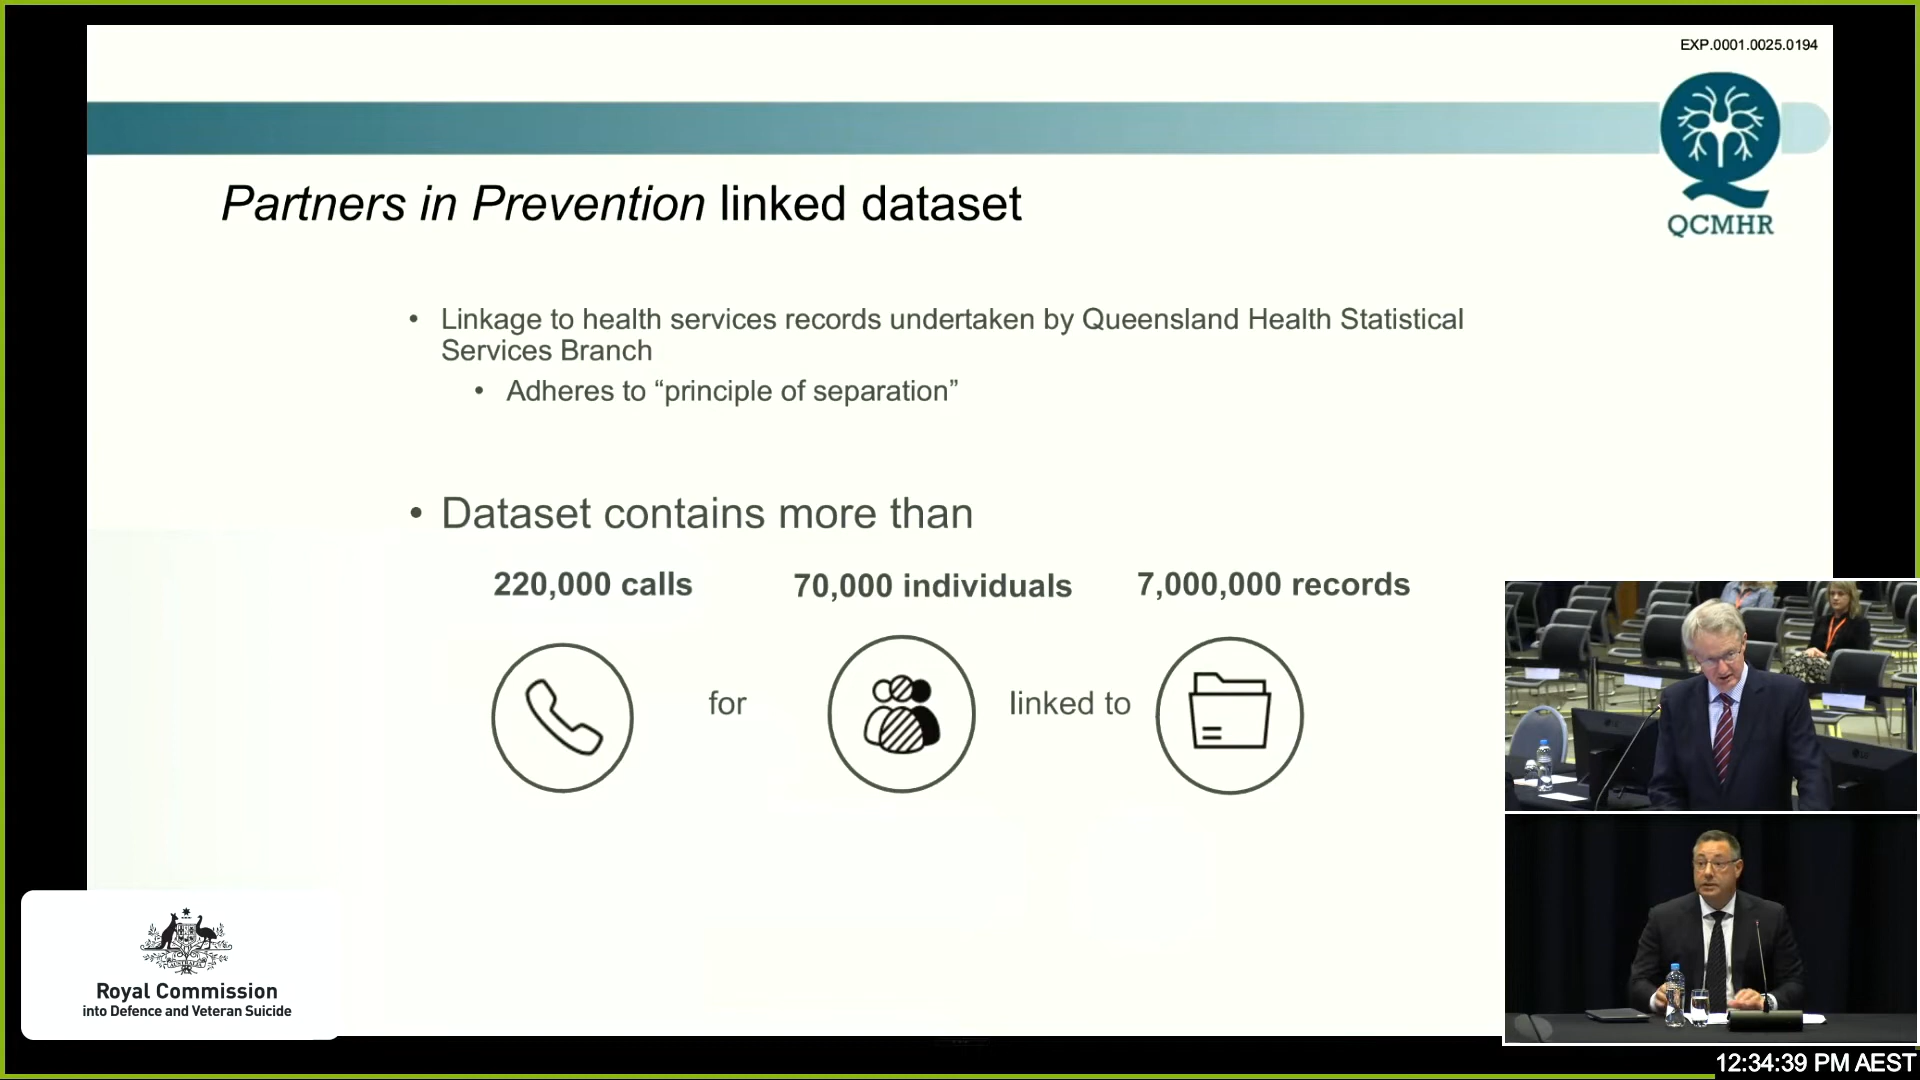 EXP.0001.0025.0194
QCMHR
Partners in Prevention linked dataset
• Linkage to health services records undertaken by Queensland Health Statistical
Services Branch
• Adheres to “principle of separation”
• Dataset contains more than
220,000 calls
70,000 individuals
7,000,000 records
for
linked to
Royal Commission
into Defence and Veteran Suicide
12:34:39 PM AEST